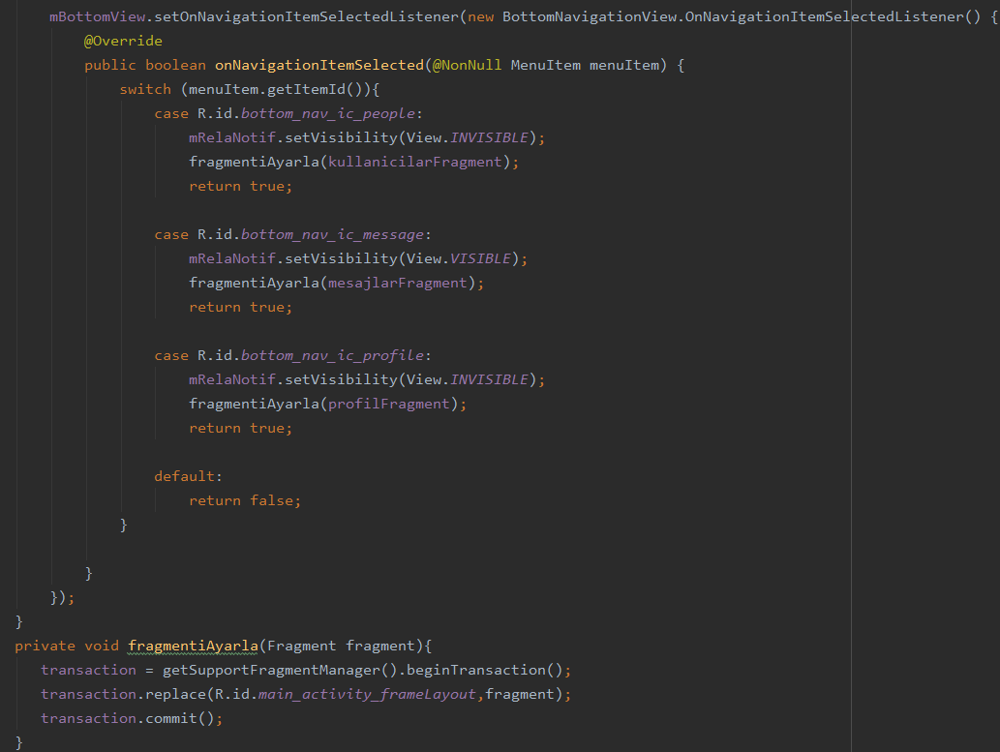 mBottomView.setOnNavigationItemSelectedListener(new BottomNavigationView.OnNavigationItemSelectedListener() {
@Override
public boolean onNavigationItemSelected(@NonNull MenuItem menuItem) {
switch (menuItem.getItemId()){
case R.id.bottom_nav_ic_people:
mRelaNotif.setVisibility(View.INVISIBLE);
fragmentiAyarla(kullanicilarFragment);
return true;
case R.id.bottom_nav_ic_message:
mRelaNotif.setVisibility(View.VISIBLE);
fragmentiAyarla(mesajlarFragment);
return true;
case R.id.bottom_nav_ic_profile:
mRelaNotif.setVisibility(View.INVISIBLE);
fragmentiAyarla(profilFragment);
return true;
default:
return false;
}
}
});
}
private void fragmentiAyarla(Fragment fragment){
transaction = getSupportFragmentManager().beginTransaction();
transaction.replace(R.id.main_activity_frameLayout,fragment);
transaction.commit();
}